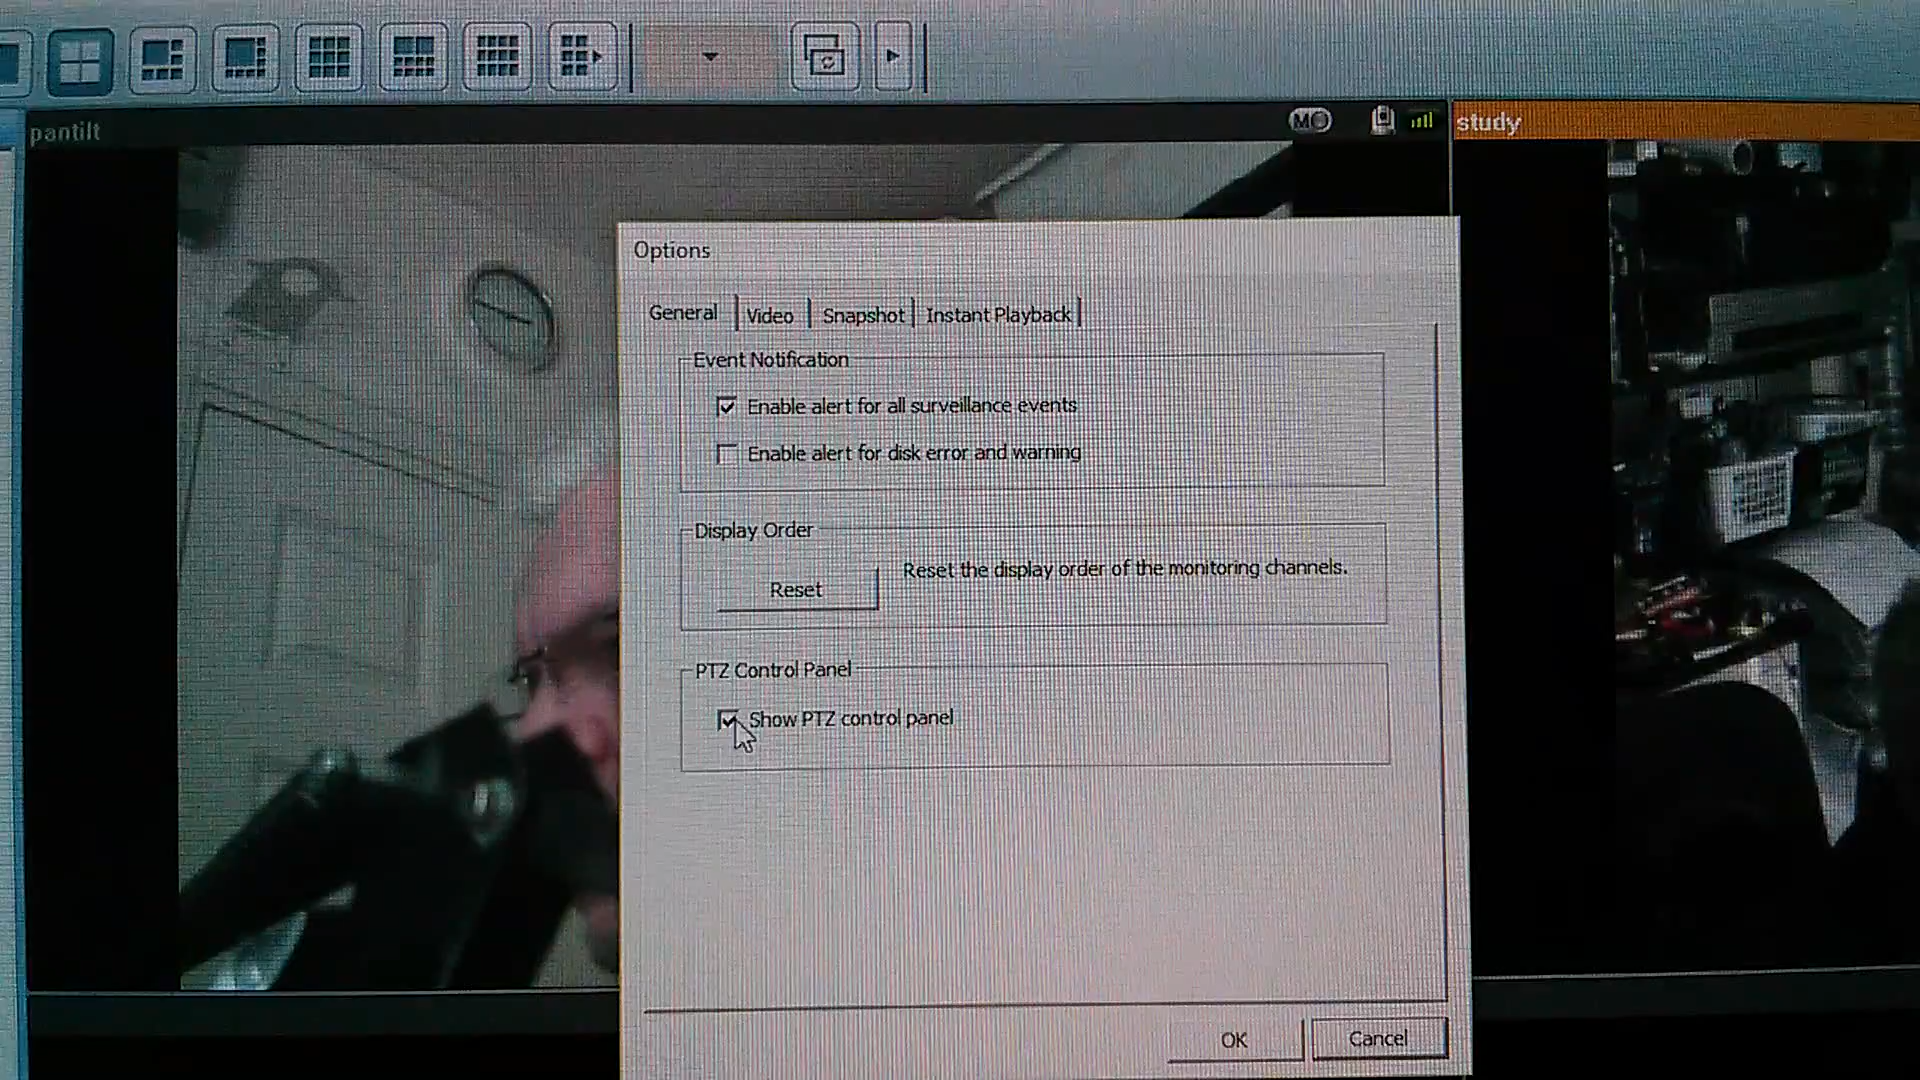 pantilt
MO
study
Options
General
Video
Snapshot
Instant Playback
Event Notification
Enable alert for all surveillance events
Enable alert for disk error and warning
Display Order
Reset
Reset the display order of the monitoring channels.
PTZ Control Panel
Show PTZ control panel
OK
Cancel